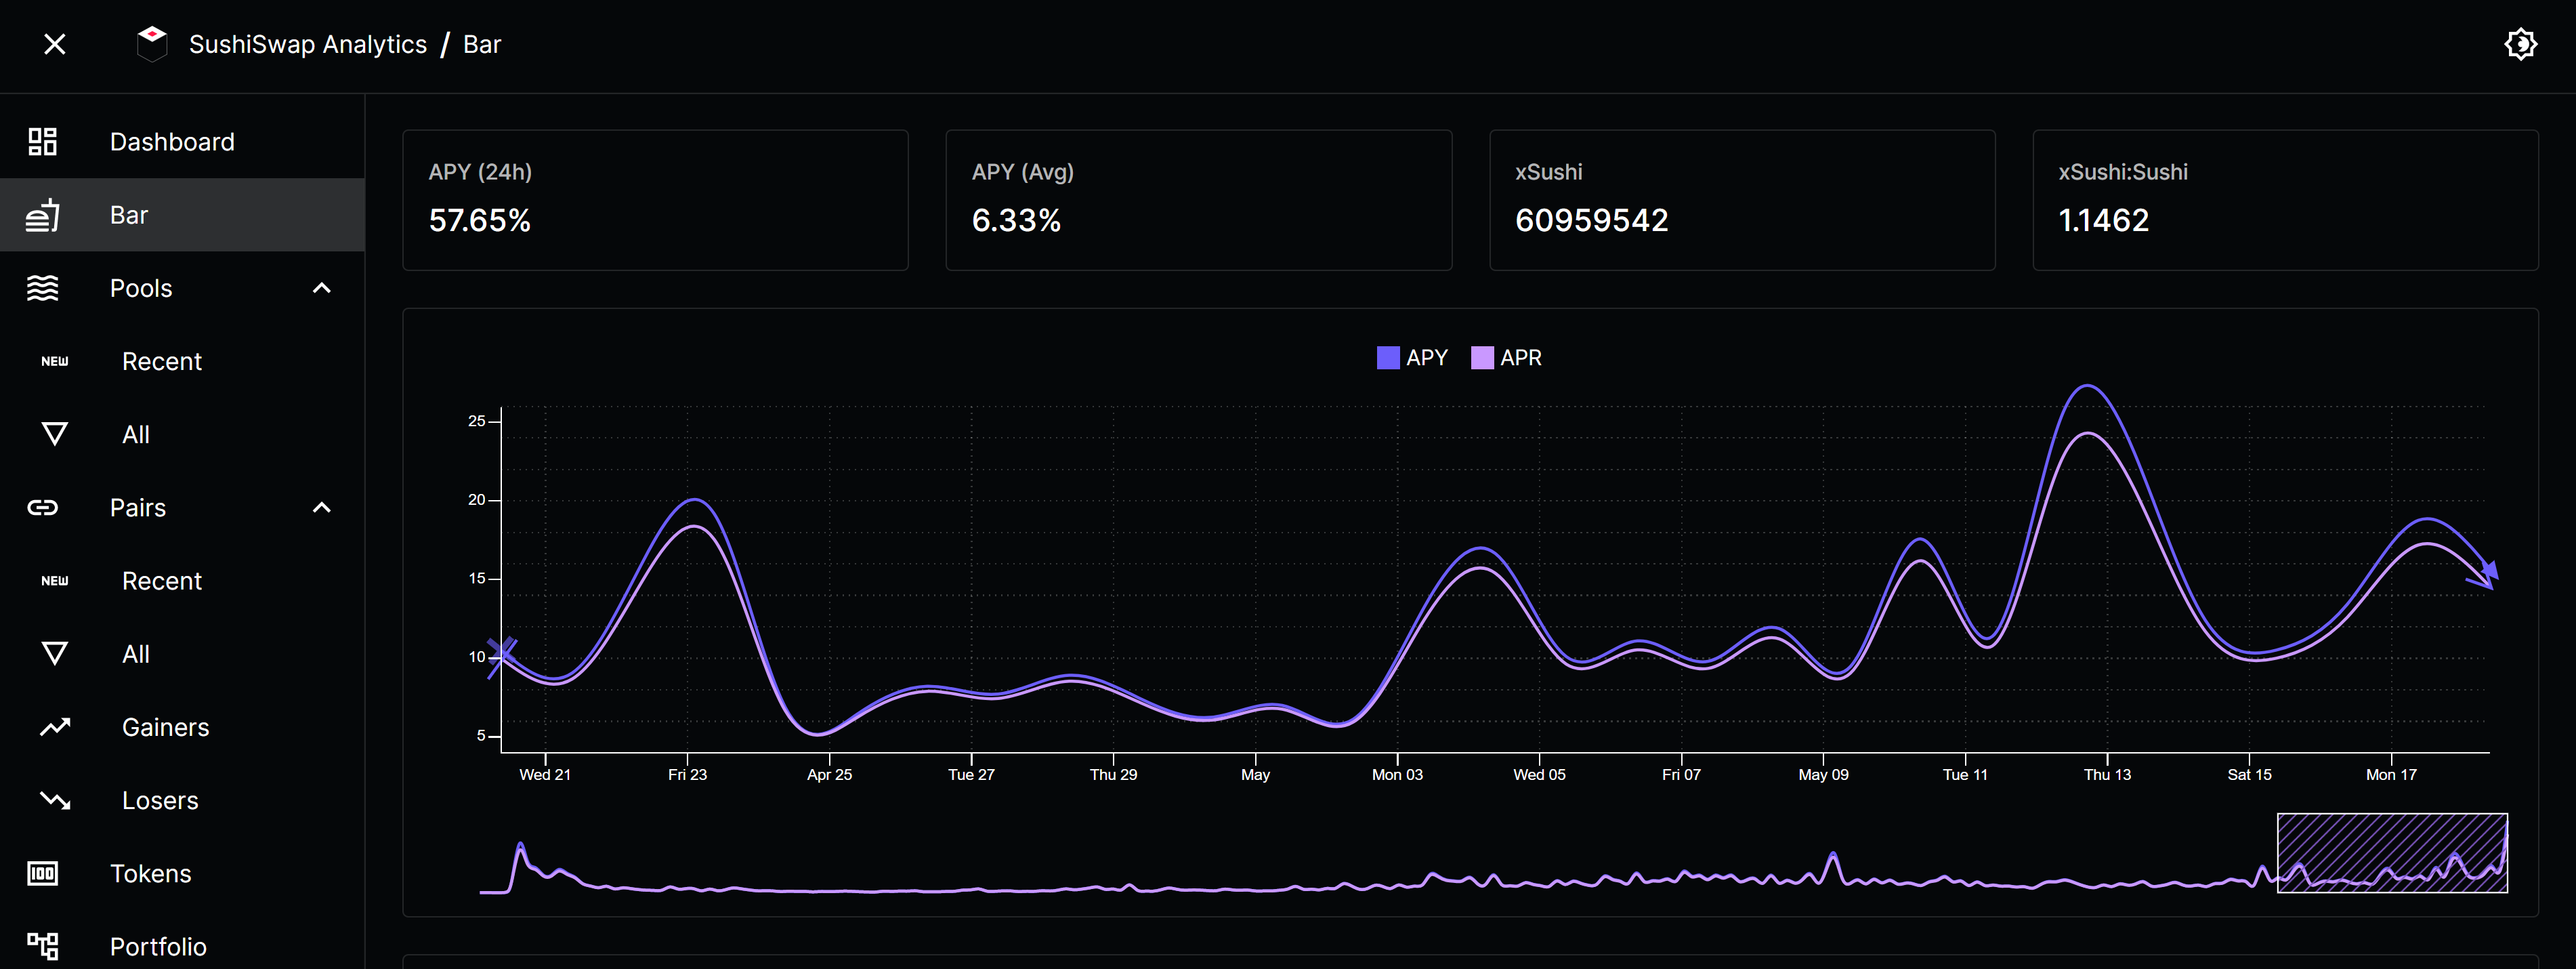 SushiSwap Analytics / Bar
Dashboard
Bar
Pools
NEW Recent
All
Pairs
NEW Recent
All
Gainers
Losers
100 Tokens
Portfolio
APY (24h)
57.65%
APY (Avg)
6.33%
xSushi
60959542
xSushi:Sushi
1.1462
APY APR
25
20
15
10
5
Wed 21 Fri 23 Apr 25 Tue 27 Thu 29 May Mon 03 Wed 05 Fri 07 May 09 Tue 11 Thu 13 Sat 15 Mon 17